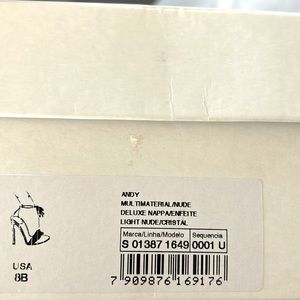 ANDY
MULTIMATERIAL/NUDE
DELUXE NAPPA/ENFEITE
LIGHT NUDE/CRISTAL
Marca/Linha/Modelo Sequencia
S 01387 1649 0001 U
USA
8B
7 909876 169176